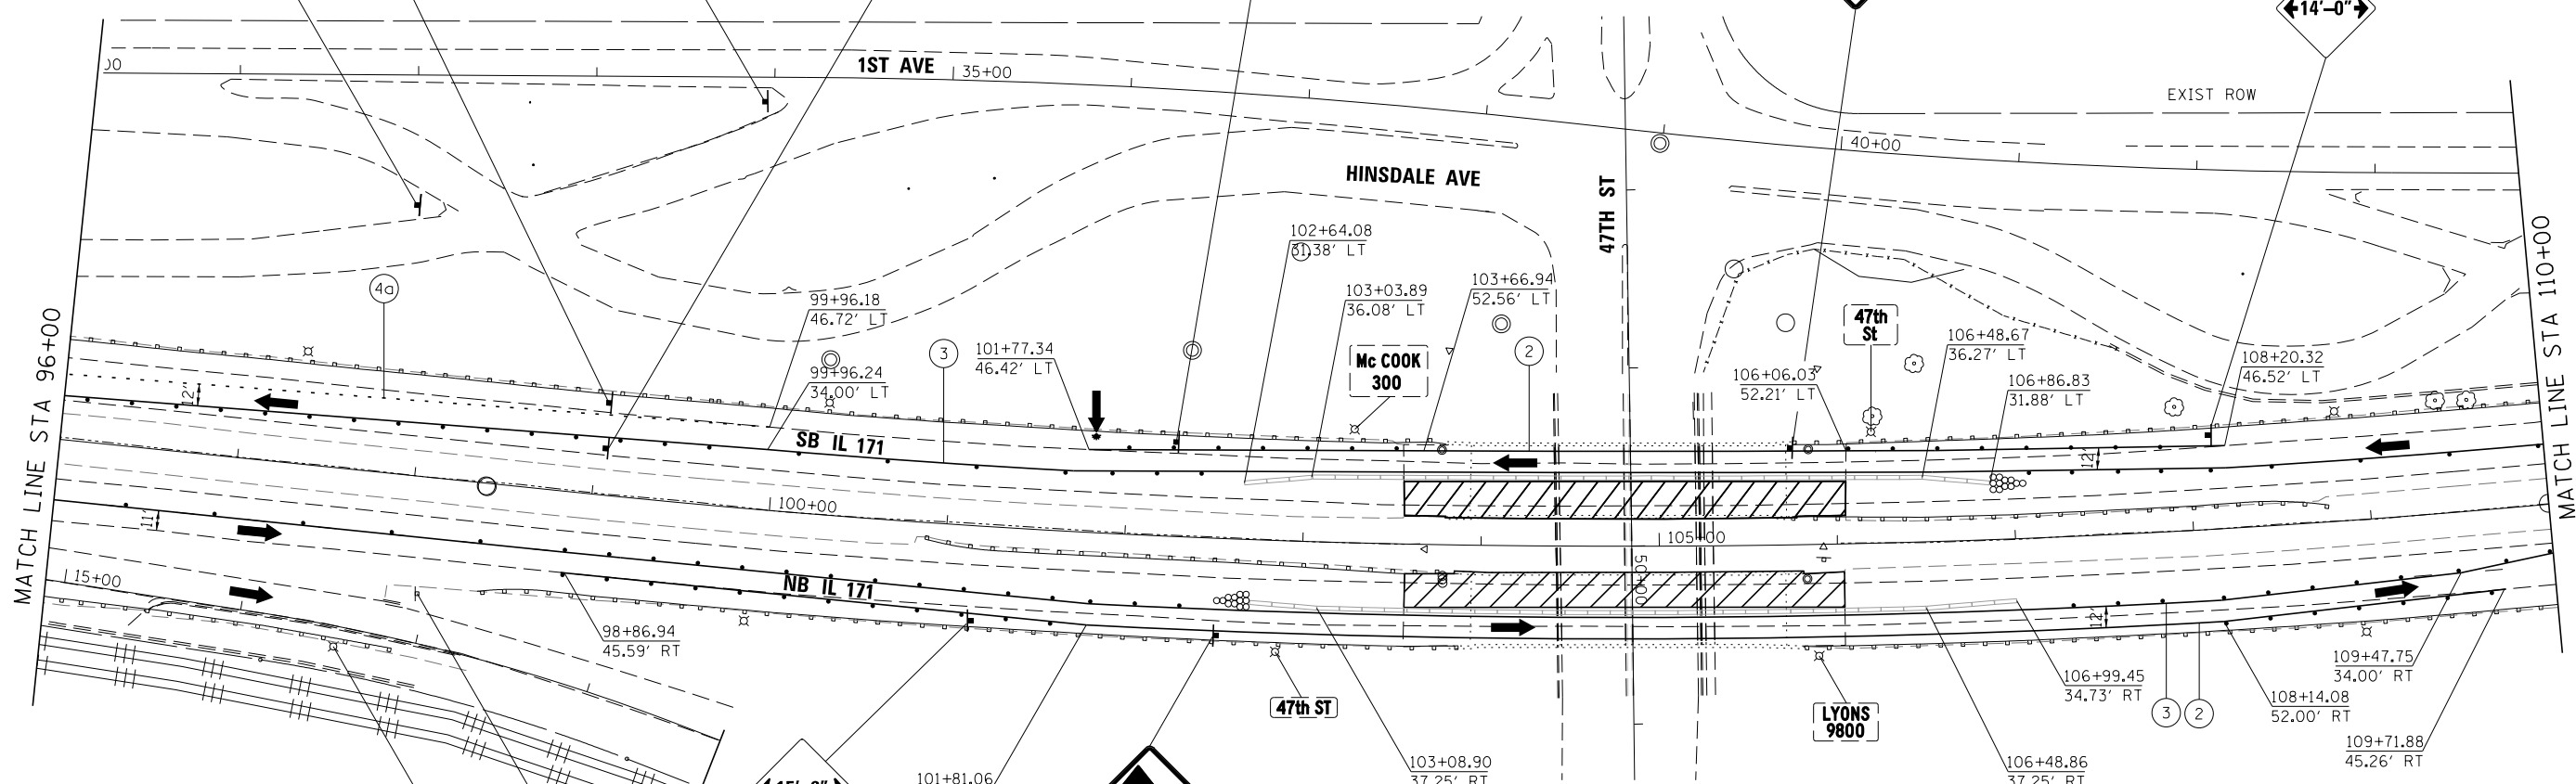 14'-0"
00
1ST AVE
35+00
EXIST ROW
40+00
HINSDALE AVE
47TH ST
102+64.08
31.38' LT
103+66.94
52.56' LT
103+03.89
36.08' LT
4a
99+96.18
46.72' LT
47th
St
106+48.67
36.27' LT
MATCH LINE STA 96+00
MATCH LINE STA 110+00
3
101+77.34
46.42' LT
Mc COOK
300
2
108+20.32
46.52' LT
99+96.24
34.00' LT
106+06.03
52.21' LT
106+86.83
31.88' LT
12'
SB IL 171
12'
100+00
105+00
11'
50+00
15+00
NB IL 171
12'
98+86.94
45.59' RT
109+47.75
34.00' RT
106+99.45
34.73' RT
47th ST
LYONS
9800
3
2
108+14.08
52.00' RT
109+71.88
45.26' RT
101+81.06
103+08.90
37.25' RT
106+48.86
37.25' RT